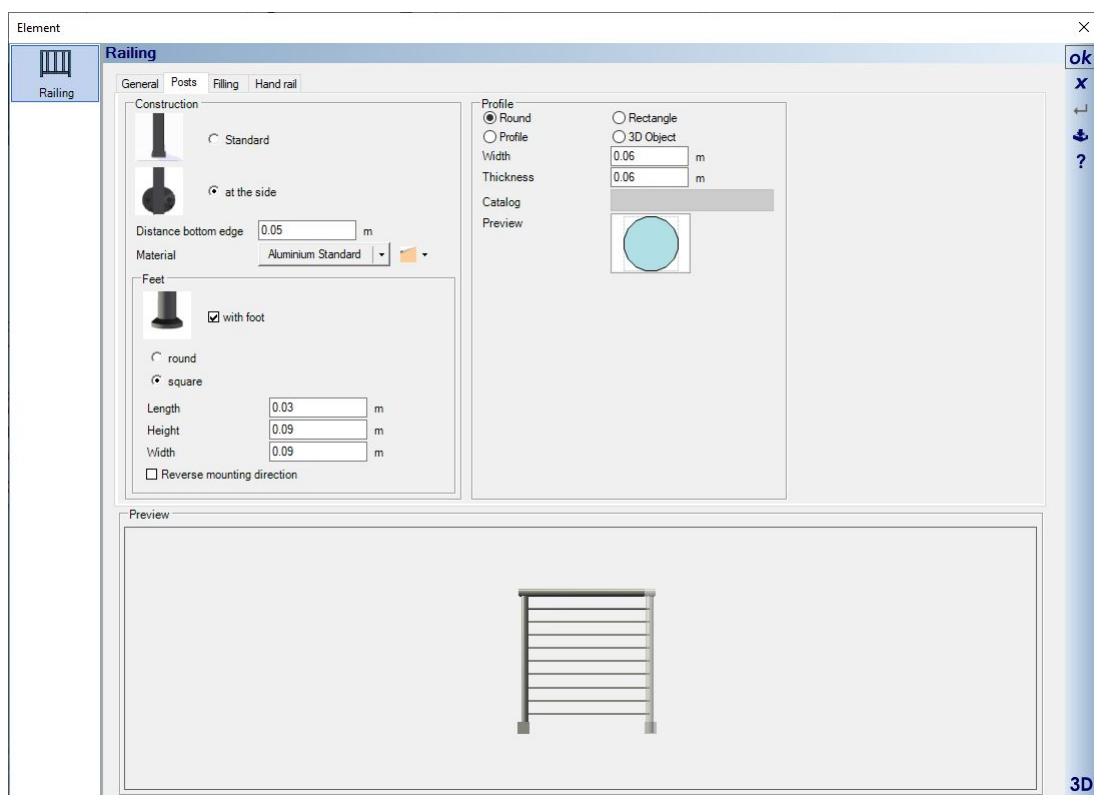 Element
Railing
Railing
ok
x
?
General Posts Filling Hand rail
Construction
Standard
at the side
Distance bottom edge 0.05 m
Material Aluminium Standard
Feet
with foot
round
square
Length 0.03 m
Height 0.09 m
Width 0.09 m
Reverse mounting direction
Profile
Round Rectangle
Profile 3D Object
Width 0.06 m
Thickness 0.06 m
Catalog
Preview
Preview
3D